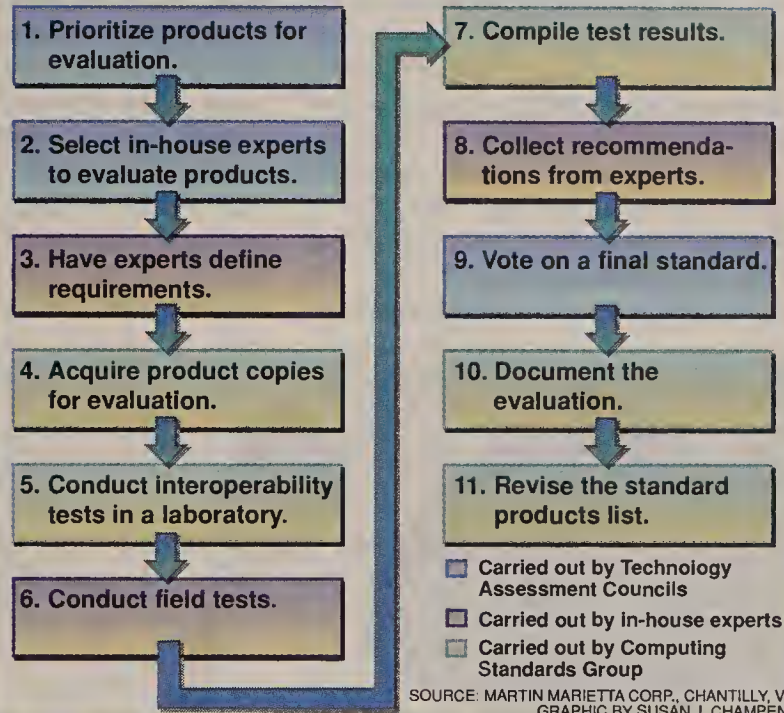 1. Prioritize products for
evaluation.
2. Select in-house experts
to evaluate products.
3. Have experts define
requirements.
4. Acquire product copies
for evaluation.
5. Conduct interoperability
tests in a laboratory.
6. Conduct field tests.
7. Compile test results.
8. Collect recommenda-
tions from experts.
9. Vote on a final standard.
10. Document the
evaluation.
11. Revise the standard
products list.
Carried out by Technology
Assessment Councils
Carried out by in-house experts
Carried out by Computing
Standards Group
SOURCE: MARTIN MARIETTA CORP., CHANTILLY,
GRAPHIC BY SUSAN J.